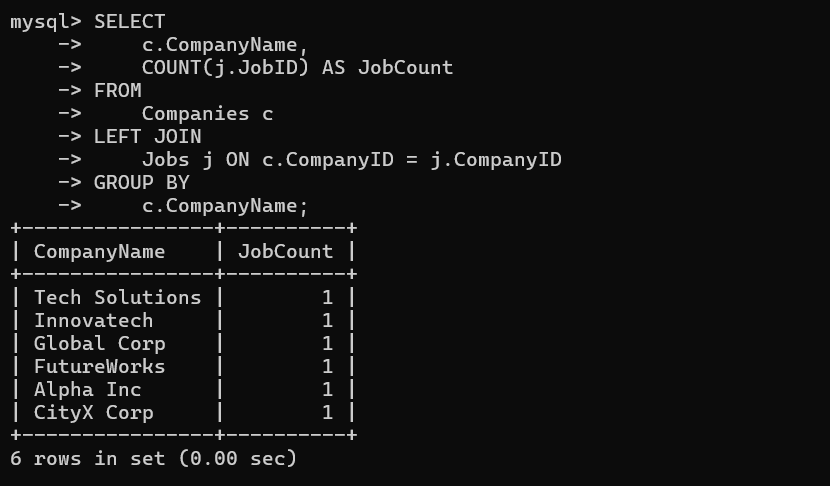 mysql> SELECT
    ->     c.CompanyName,
    ->     COUNT(j.JobID) AS JobCount
    -> FROM
    ->     Companies c
    -> LEFT JOIN
    ->     Jobs j ON c.CompanyID = j.CompanyID
    -> GROUP BY
    ->     c.CompanyName;
+----------------+----------+
| CompanyName    | JobCount |
+----------------+----------+
| Tech Solutions |        1 |
| Innovatech     |        1 |
| Global Corp    |        1 |
| FutureWorks    |        1 |
| Alpha Inc      |        1 |
| CityX Corp     |        1 |
+----------------+----------+
6 rows in set (0.00 sec)